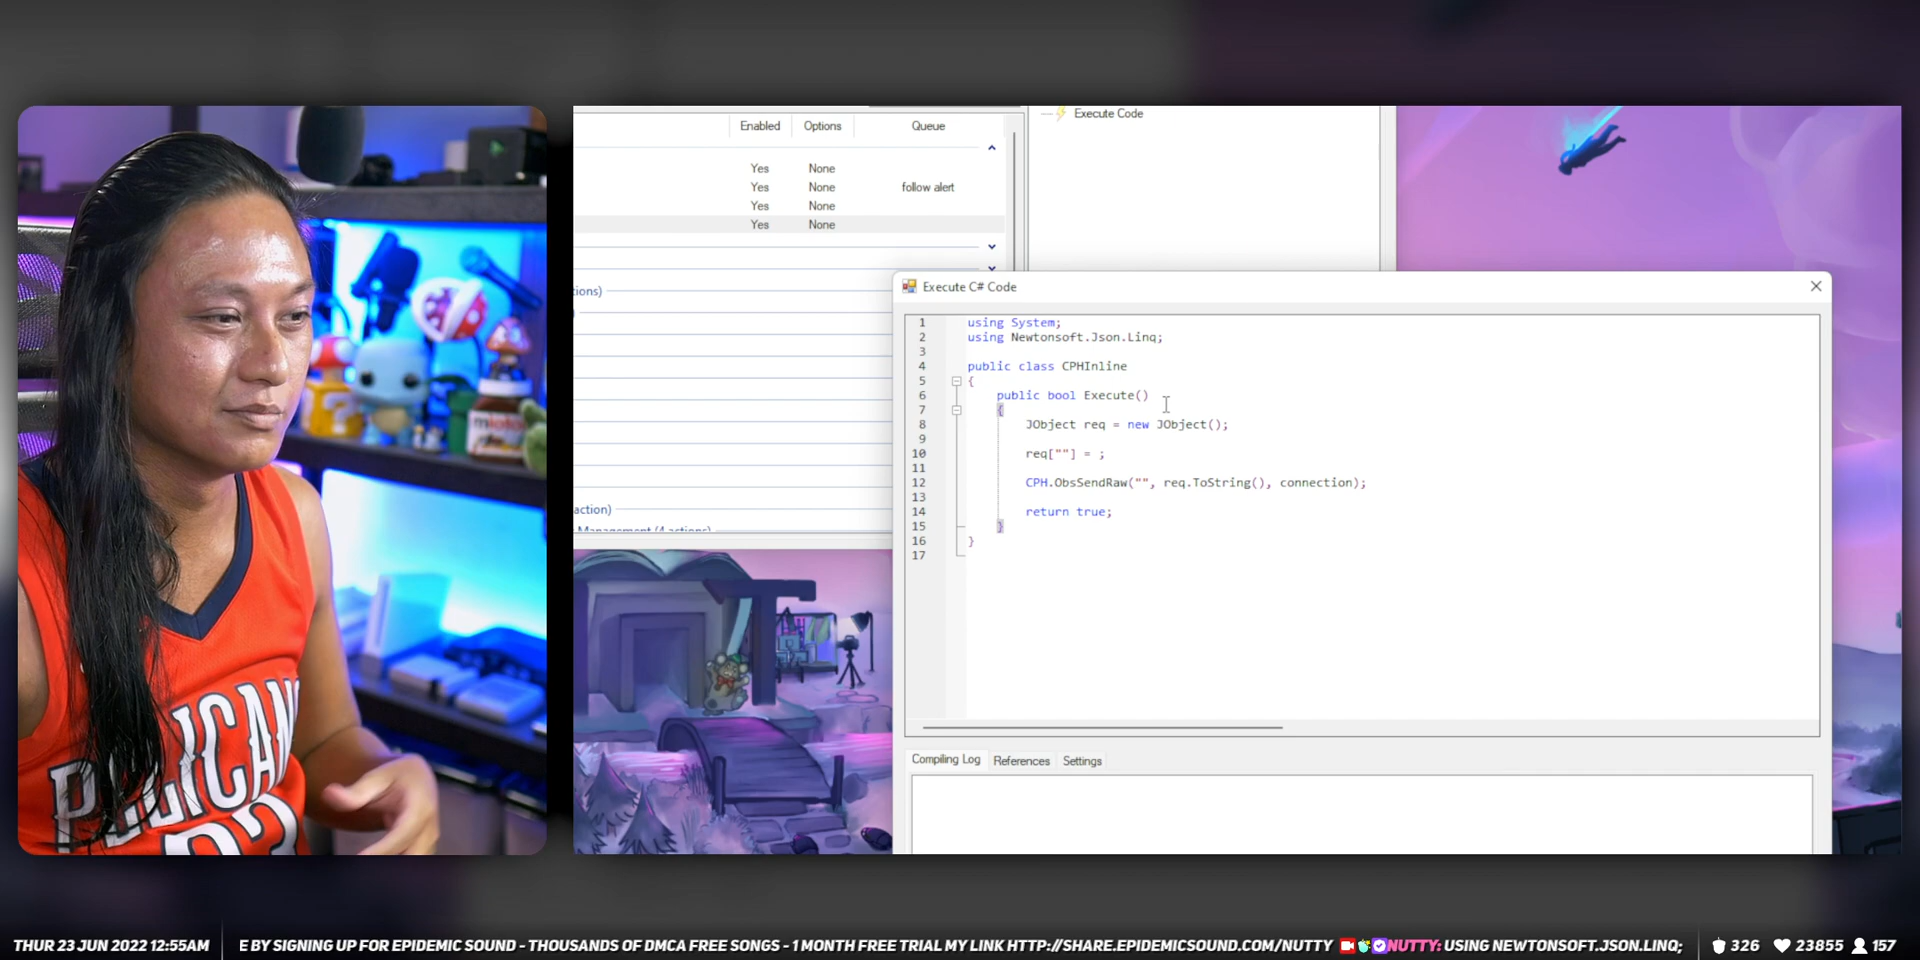 Enabled Options Queue
Yes None
Yes None follow alert
Yes None
Yes None
Execute Code
ions)
action)
Management (4 actions)
Execute C# Code
1 using System;
2 using Newtonsoft.Json.Linq;
3
4 public class CPHInline
5 {
6 public bool Execute()
7 {
8 JObject req = new JObject();
9
10 req[""] = ;
11
12 CPH.ObsSendRaw("", req.ToString(), connection);
13
14 return true;
15 }
16 }
17
Compiling Log References Settings
PELICANS
THUR 23 JUN 2022 12:55AM E BY SIGNING UP FOR EPIDEMIC SOUND - THOUSANDS OF DMCA FREE SONGS - 1 MONTH FREE TRIAL MY LINK HTTP://SHARE.EPIDEMICSOUND.COM/NUTTY NUTTY: USING NEWTONSOFT.JSON.LINQ; 326 23855 157